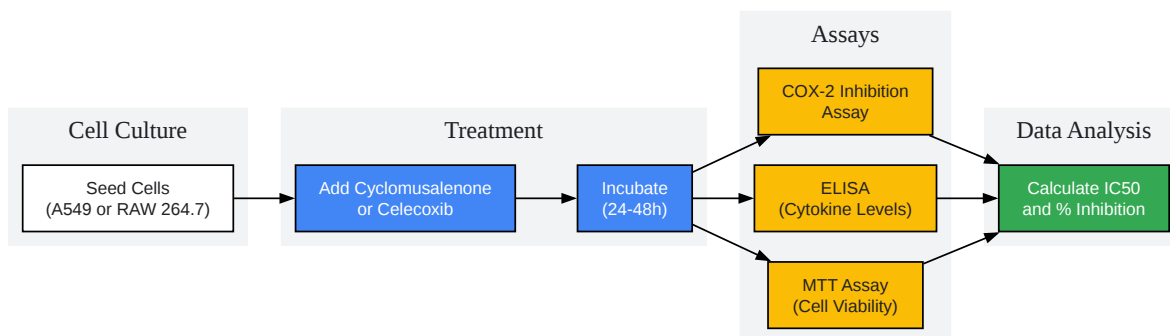 Cell Culture
Seed Cells
(A549 or RAW 264.7)
Treatment
Add Cyclomusalenone
or Celecoxib
Incubate
(24-48h)
Assays
COX-2 Inhibition
Assay
ELISA
(Cytokine Levels)
MTT Assay
(Cell Viability)
Data Analysis
Calculate IC50
and % Inhibition